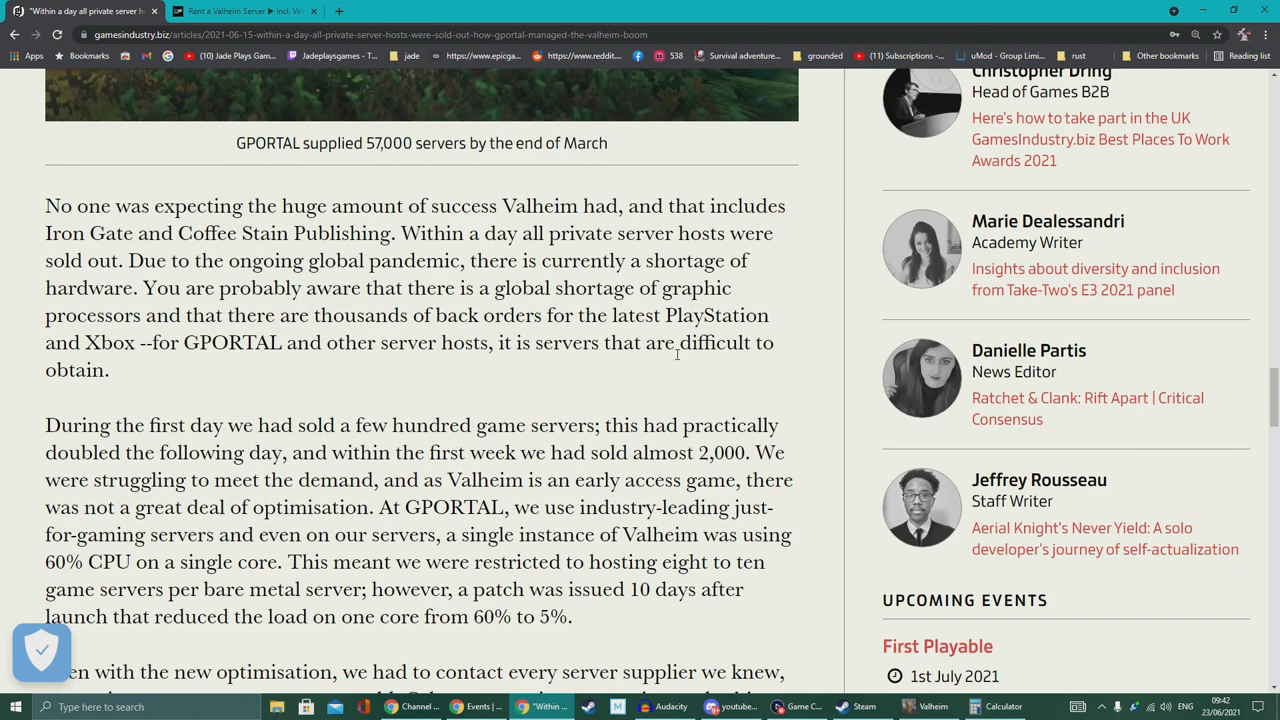 "Within a day all private server h
Rent a Valheim Server ▶ incl. Val
gamesindustry.biz/articles/2021-06-15-within-a-day-all-private-server-hosts-were-sold-out-how-gportal-managed-the-valheim-boom
Apps
Bookmarks
(10) Jade Plays Gam...
Jadeplaysgames - T...
jade
https://www.epicga...
https://www.reddit...
538
Survival adventure...
grounded
(11) Subscriptions -...
uMod - Group Limi...
rust
Other bookmarks
Reading list
GPORTAL supplied 57,000 servers by the end of March
No one was expecting the huge amount of success Valheim had, and that includes
Iron Gate and Coffee Stain Publishing. Within a day all private server hosts were
sold out. Due to the ongoing global pandemic, there is currently a shortage of
hardware. You are probably aware that there is a global shortage of graphic
processors and that there are thousands of back orders for the latest PlayStation
and Xbox --for GPORTAL and other server hosts, it is servers that are difficult to
obtain.
During the first day we had sold a few hundred game servers; this had practically
doubled the following day, and within the first week we had sold almost 2,000. We
were struggling to meet the demand, and as Valheim is an early access game, there
was not a great deal of optimisation. At GPORTAL, we use industry-leading just-
for-gaming servers and even on our servers, a single instance of Valheim was using
60% CPU on a single core. This meant we were restricted to hosting eight to ten
game servers per bare metal server; however, a patch was issued 10 days after
launch that reduced the load on one core from 60% to 5%.
en with the new optimisation, we had to contact every server supplier we knew,
Christopher Dring
Head of Games B2B
Here's how to take part in the UK
GamesIndustry.biz Best Places To Work
Awards 2021
Marie Dealessandri
Academy Writer
Insights about diversity and inclusion
from Take-Two's E3 2021 panel
Danielle Partis
News Editor
Ratchet & Clank: Rift Apart | Critical
Consensus
Jeffrey Rousseau
Staff Writer
Aerial Knight's Never Yield: A solo
developer's journey of self-actualization
UPCOMING EVENTS
First Playable
1st July 2021
Type here to search
Channel ...
Events | ...
"Within ...
Audacity
youtube...
Game C...
Steam
Valheim
Calculator
ENG
09:42
23/06/2021